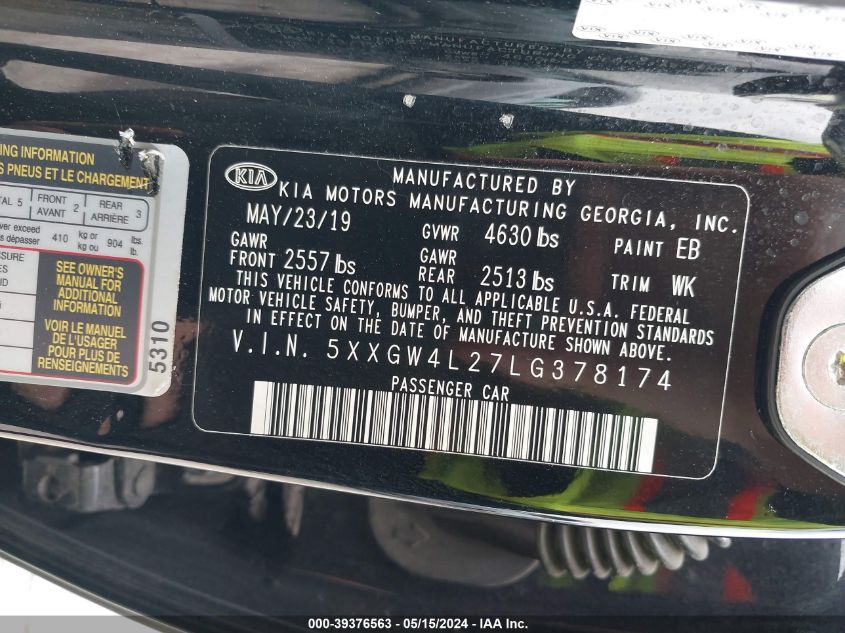 ING INFORMATION
S PNEUS ET LE CHARGEMENT
TAL 5 FRONT AVANT 2 REAR ARRIÈRE 3
ver exceed
s dépasser 410 kg or kg ou 904 lbs. lb.
SEE OWNER'S
MANUAL FOR
ADDITIONAL
INFORMATION
VOIR LE MANUEL
DE L'USAGER
POUR PLUS DE
RENSEIGNEMENTS
5310
KIA
MANUFACTURED BY
KIA MOTORS MANUFACTURING GEORGIA, INC.
MAY/23/19 GVWR 4630 lbs PAINT EB
GAWR FRONT 2557 lbs GAWR REAR 2513 lbs TRIM WK
THIS VEHICLE CONFORMS TO ALL APPLICABLE U.S.A. FEDERAL
MOTOR VEHICLE SAFETY, BUMPER, AND THEFT PREVENTION STANDARDS
IN EFFECT ON THE DATE OF MANUFACTURE SHOWN ABOVE.
V.I.N. 5XXGW4L27LG378174
PASSENGER CAR
000-39376563 - 05/15/2024 - IAA Inc.